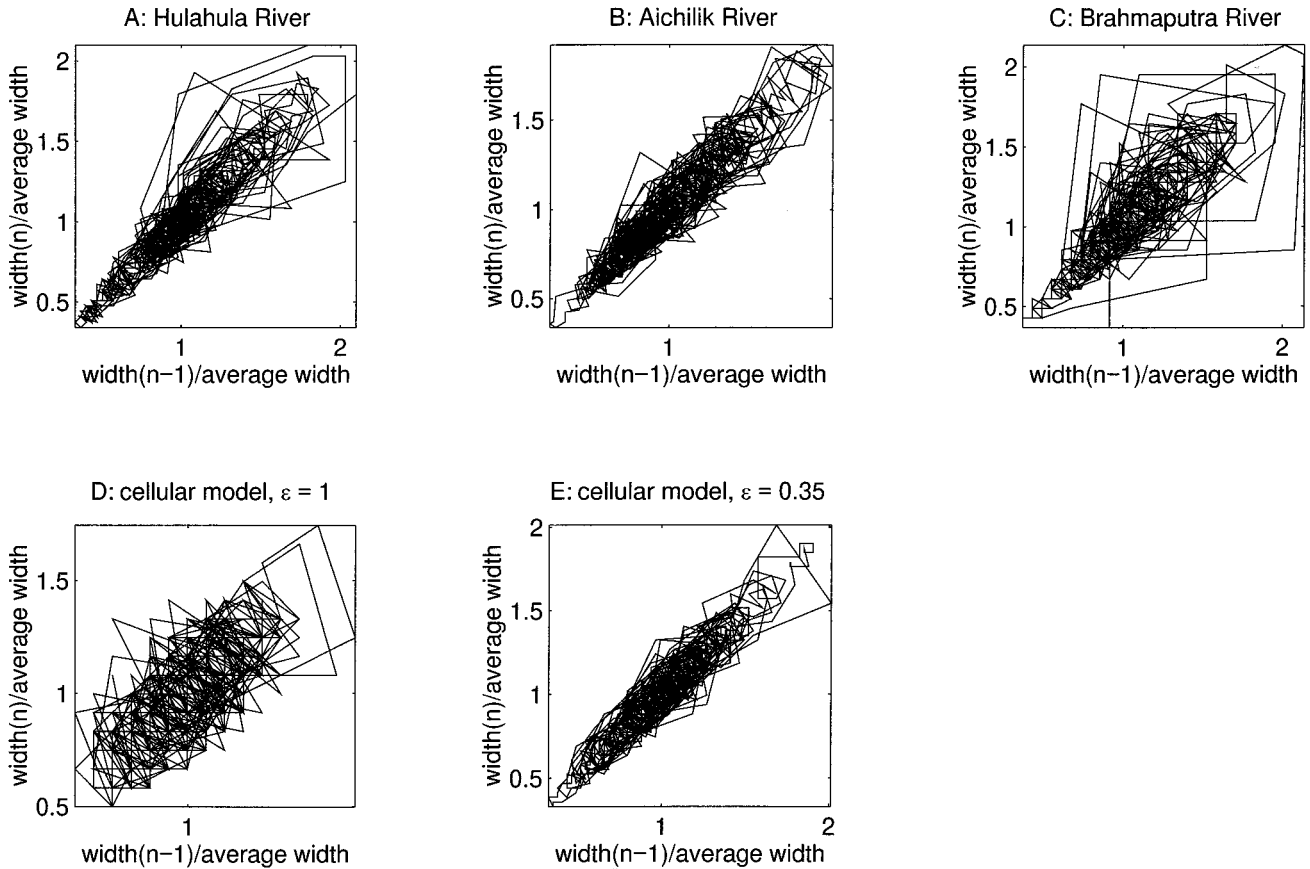 A: Hulahula River
B: Aichilik River
C: Brahmaputra River
width(n)/average width
2
1.5
1
0.5
1
2
width(n−1)/average width
width(n)/average width
1.5
1
0.5
1
width(n−1)/average width
width(n)/average width
2
1.5
1
0.5
1
2
width(n−1)/average width
D: cellular model, ε = 1
E: cellular model, ε = 0.35
width(n)/average width
1.5
1
0.5
1
width(n−1)/average width
width(n)/average width
2
1.5
1
0.5
1
2
width(n−1)/average width